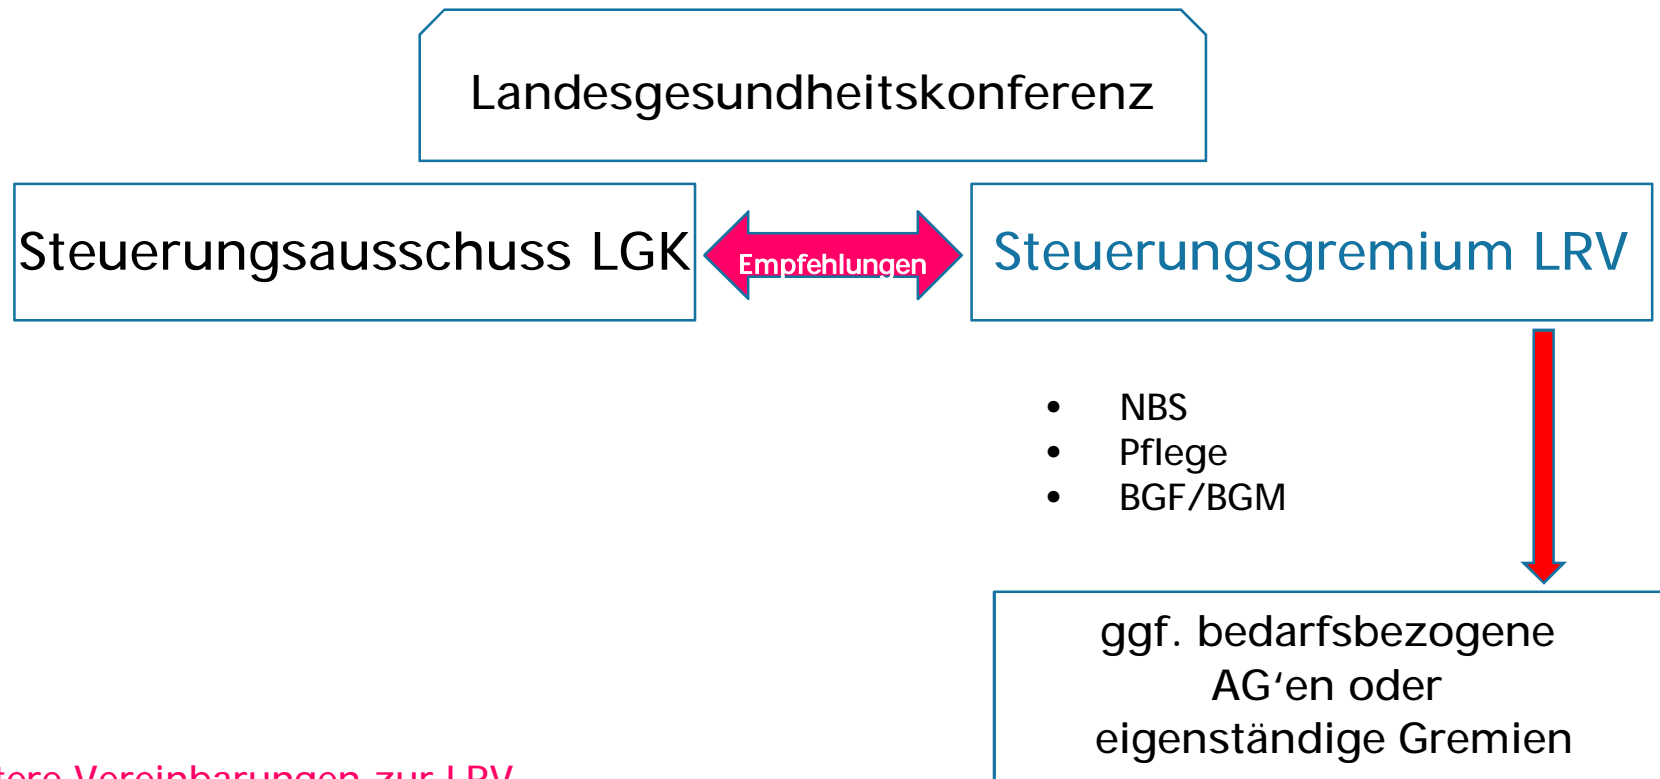 Landesgesundheitskonferenz
Steuerungsausschuss LGK
Empfehlungen
Steuerungsgremium LRV
• NBS
• Pflege
• BGF/BGM
ggf. bedarfsbezogene
AG‘en oder
eigenständige Gremien
Vereinbarungen zur LRV